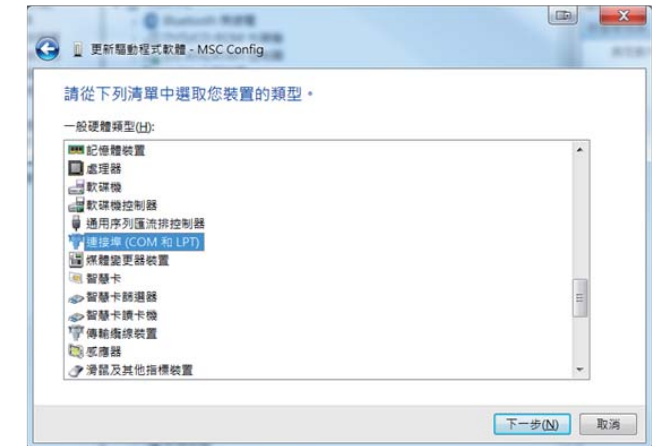 更新驅動程式軟體 - MSC Config
請從下列清單中選取您裝置的類型。
一般硬體類型(H):
記憶體裝置
處理器
軟碟機
軟碟機控制器
通用序列匯流排控制器
連接埠 (COM 和 LPT)
媒體變更器裝置
智慧卡
智慧卡篩選器
智慧卡讀卡機
傳輸纜線裝置
感應器
滑鼠及其他指標裝置
下一步(N)
取消